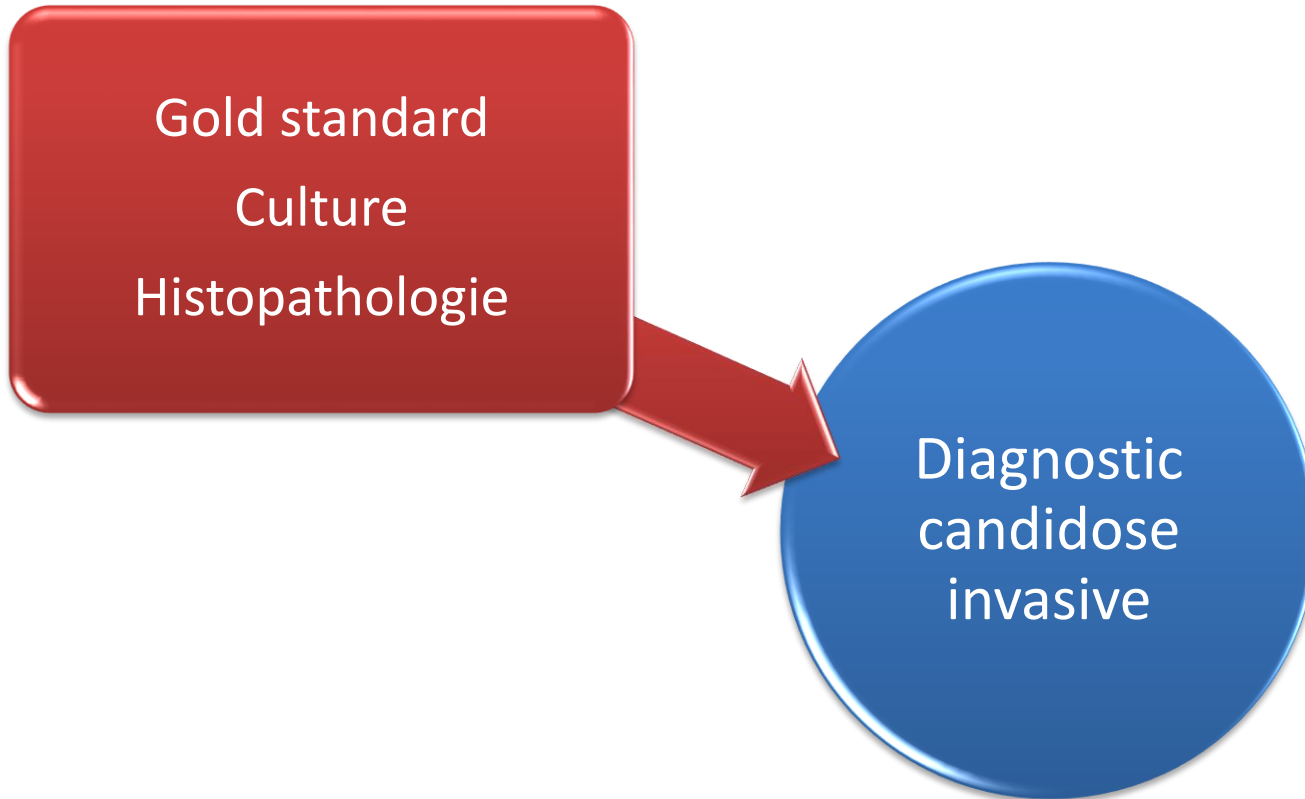 Gold standard
Culture
Histopathologie
Diagnostic
candidose
invasive